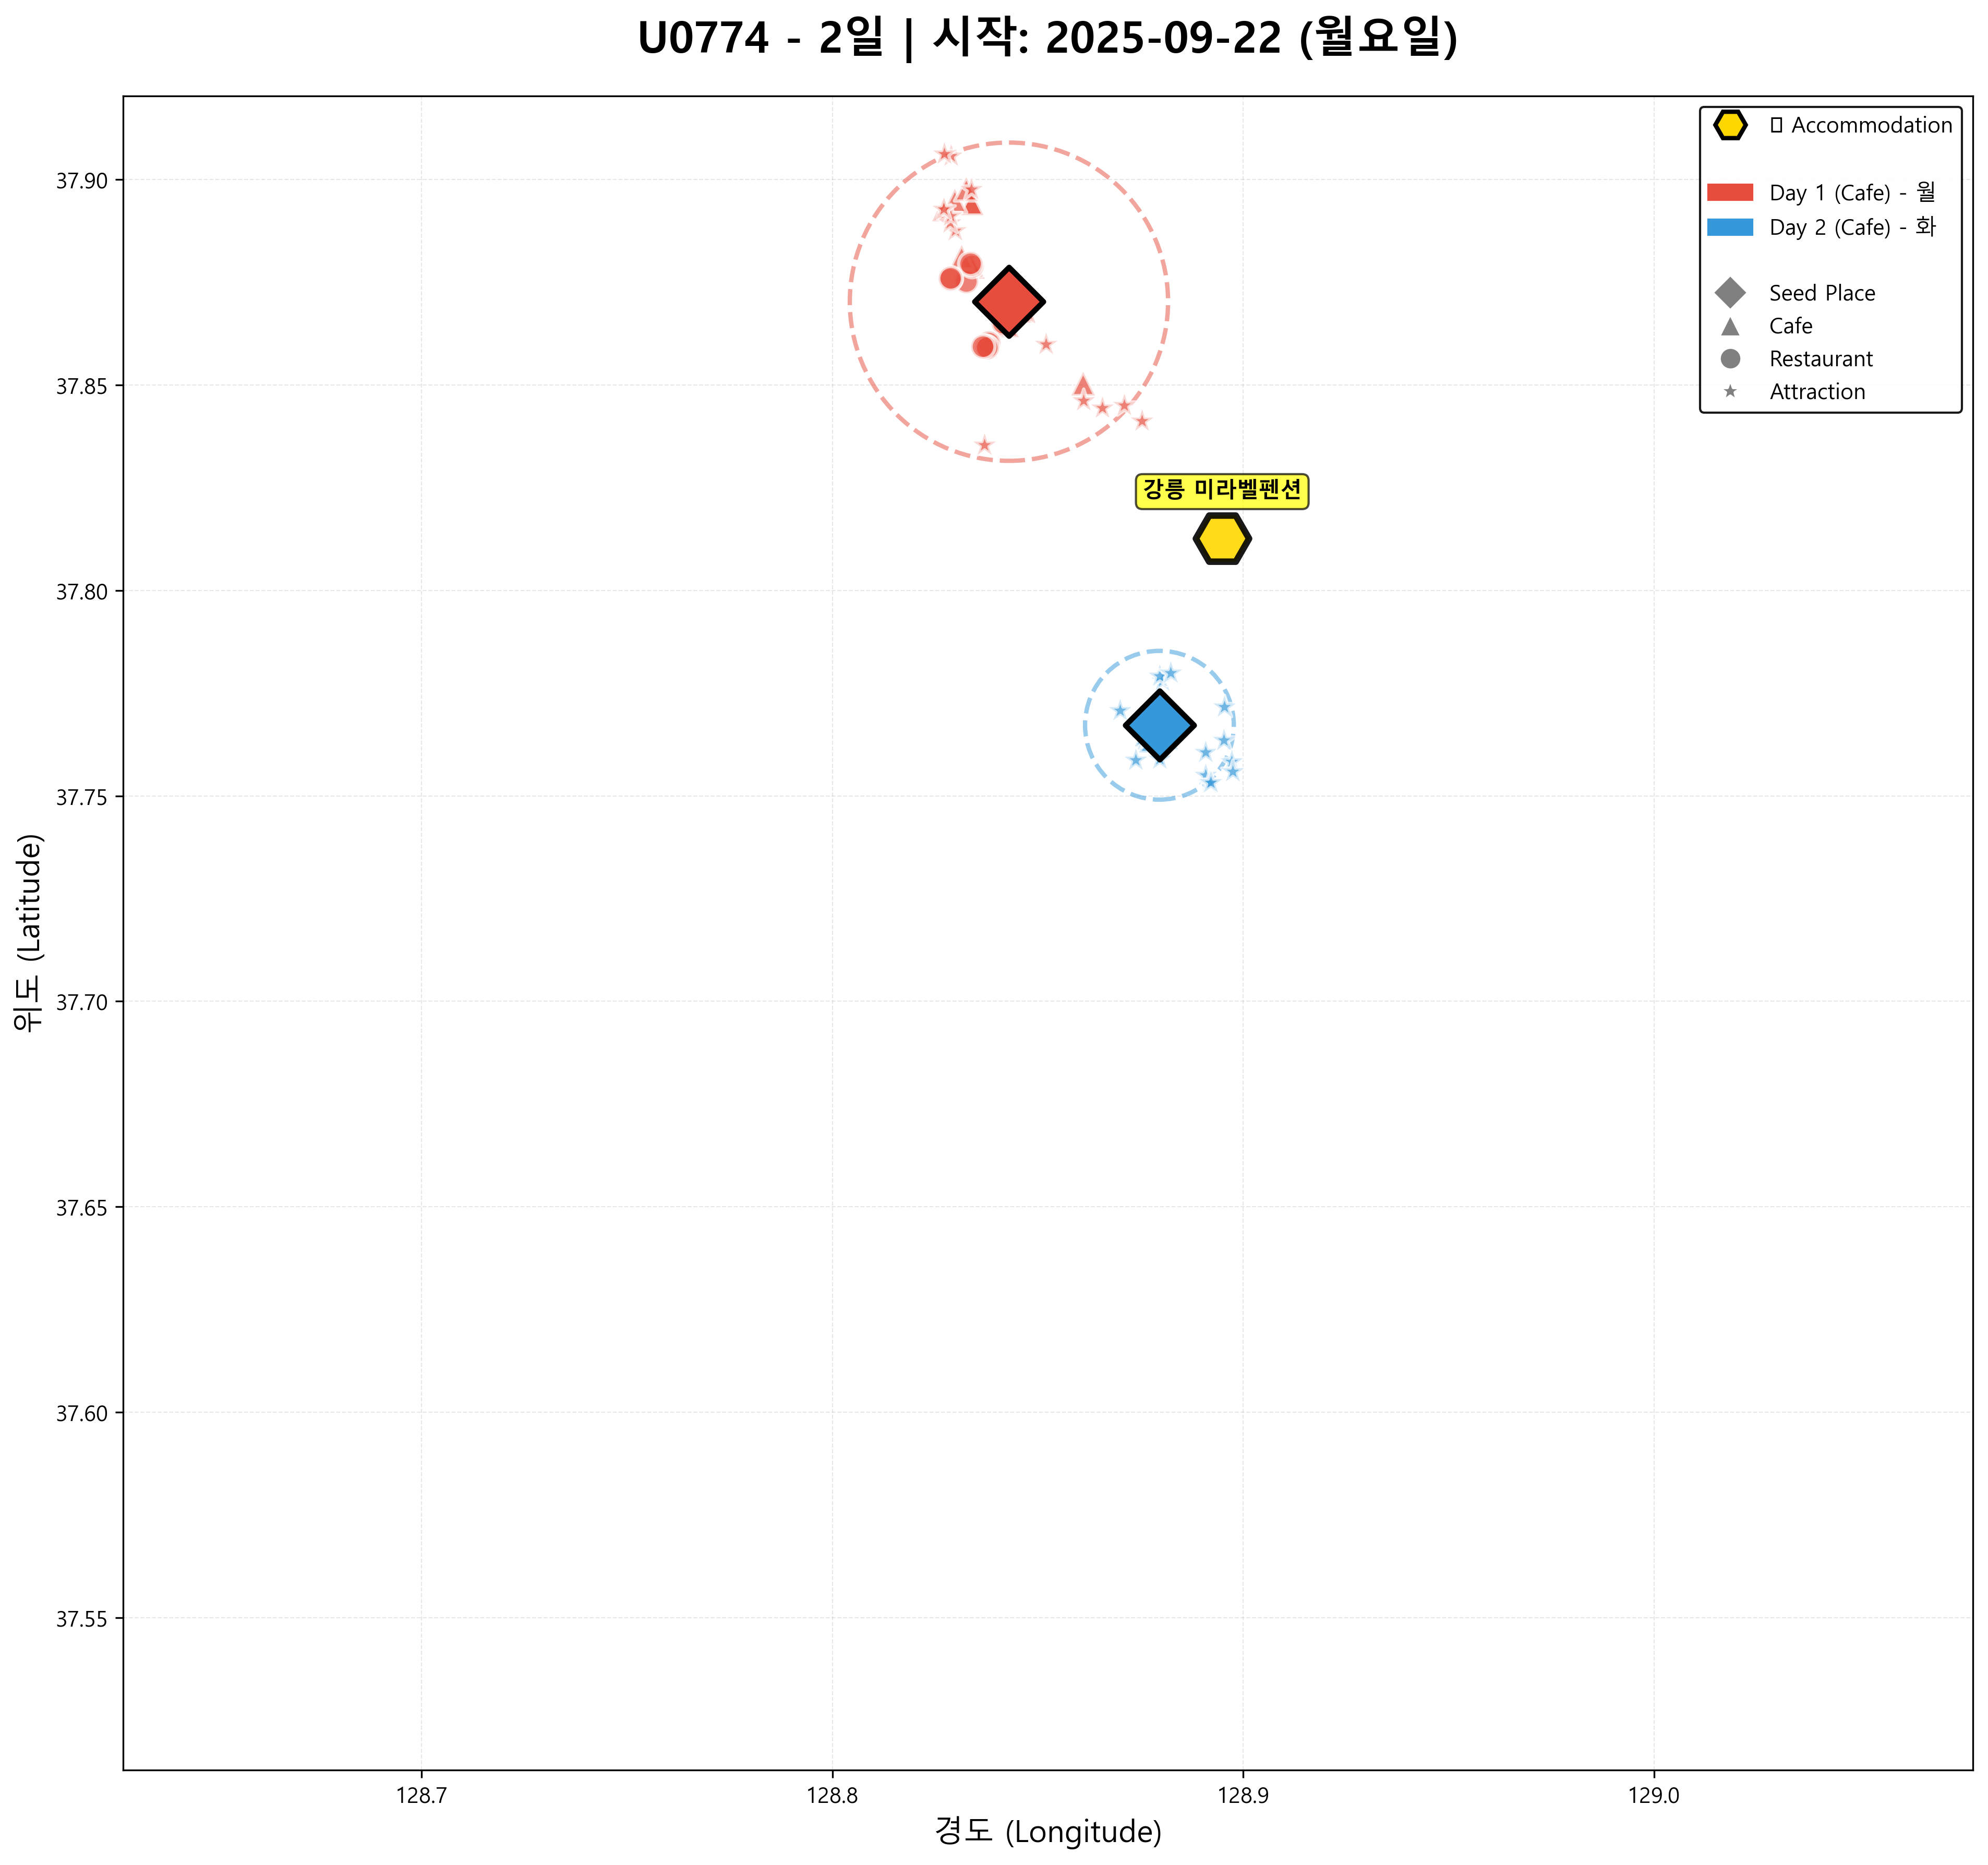 U0774 - 2일 | 시작: 2025-09-22 (월요일)
Accommodation
Day 1 (Cafe) - 월
Day 2 (Cafe) - 화
Seed Place
Cafe
Restaurant
Attraction
강릉 미라벨펜션
37.90
37.85
37.80
37.75
37.70
37.65
37.60
37.55
위도 (Latitude)
128.7
128.8
128.9
129.0
경도 (Longitude)